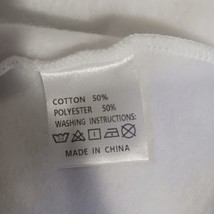 COTTON 50%
POLYESTER 50%
WASHING INSTRUCTIONS:
MADE IN CHINA